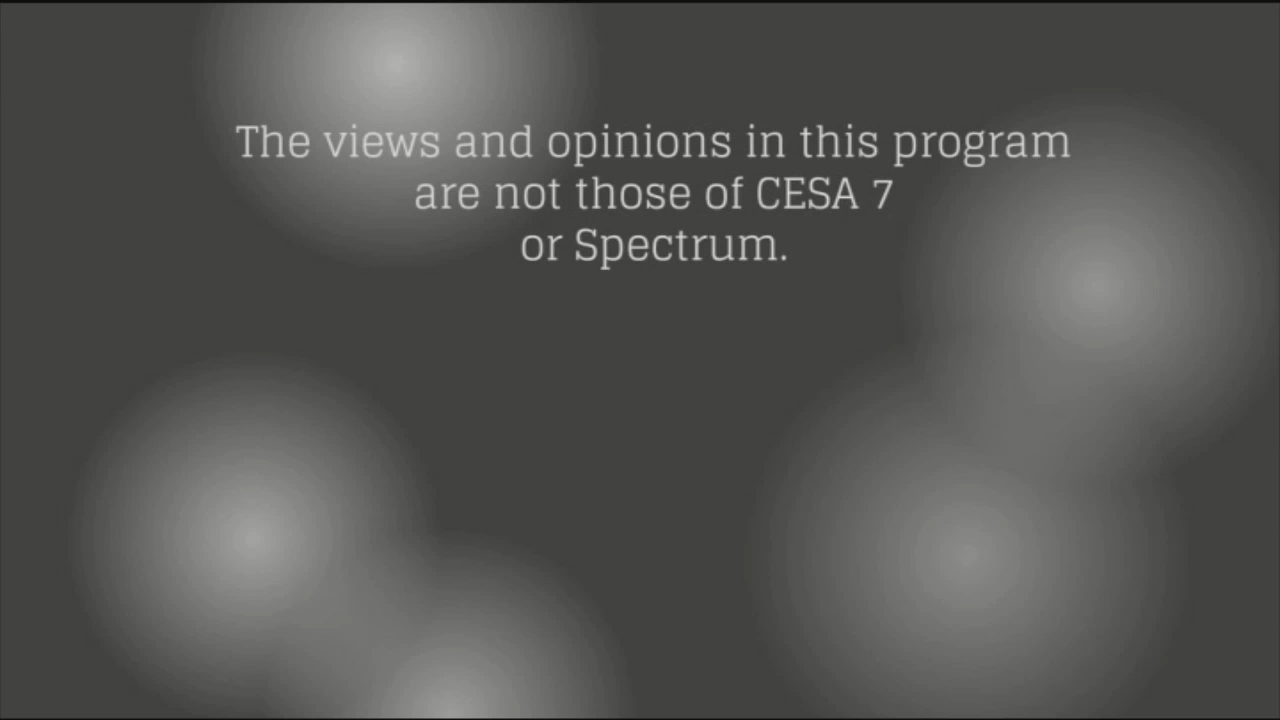 The views and opinions in this program
are not those of CESA 7
or Spectrum.